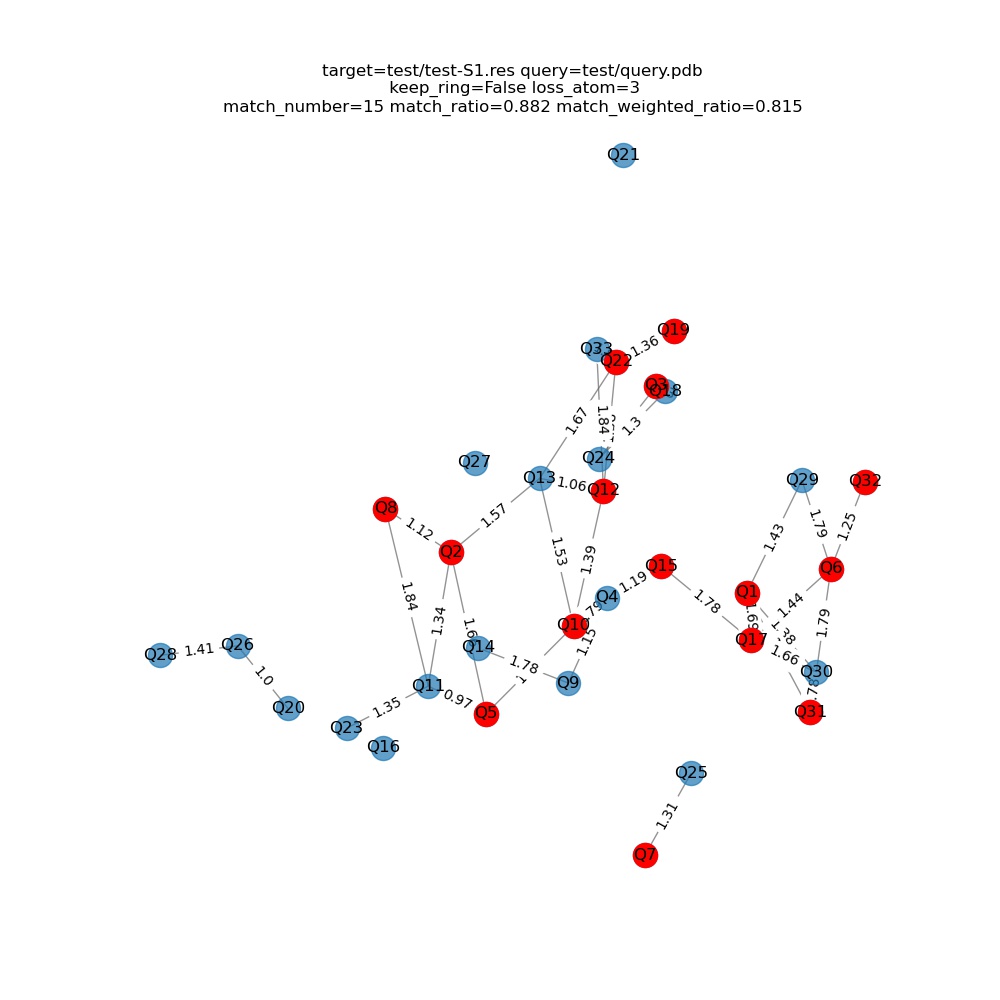 target=test/test-S1.res query=test/query.pdb
keep_ring=False loss_atom=3
match_number=15 match_ratio=0.882 match_weighted_ratio=0.815
Q21
Q19
1.36
Q33
Q22
Q3
Q18
1.67
1.84
1.3
Q24
Q27
Q13
1.06
Q12
Q29
Q32
Q8
1.12
1.57
1.43
1.79
1.25
Q2
1.53
1.39
Q15
Q6
1.19
1.84
Q4
Q1
1.44
1.78
1.34
Q10
1.79
Q17
Q28
1.41
Q26
Q14
1.15
1.66
1.78
Q30
1.0
Q11
0.97
Q9
Q20
1.35
Q5
Q31
Q23
Q16
Q25
1.31
Q7